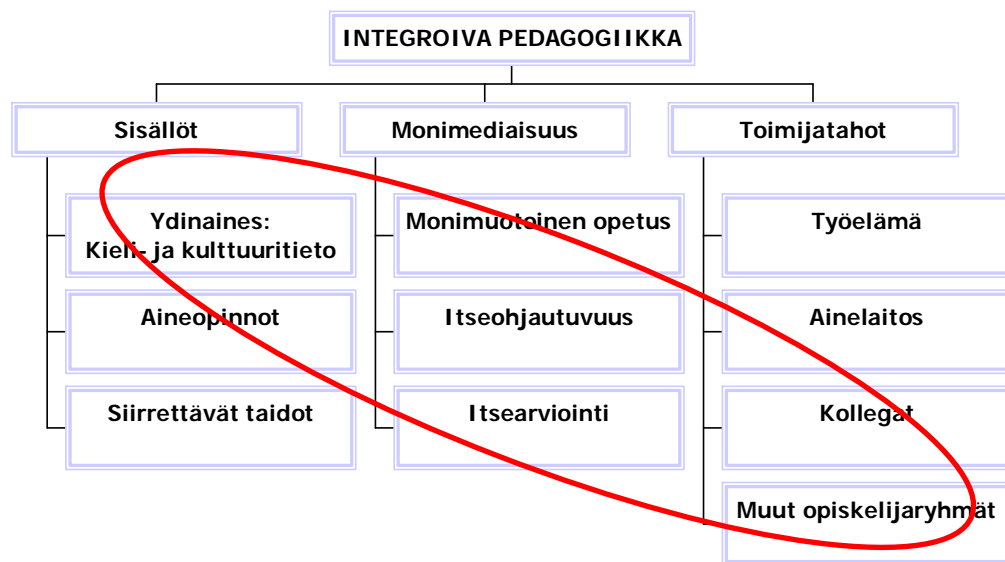 INTEGROIVA PEDAGOGIIKKA
Sisällöt
Monimediaisuus
Toimijatahot
Ydinaines:
Kieli- ja kulttuuritieto
Monimuotoinen opetus
Työelämä
Aineopinnot
Itseohjautuvuus
Ainelaitos
Siirrettävät taidot
Itsearviointi
Kollegat
Muut opiskelijaryhmät